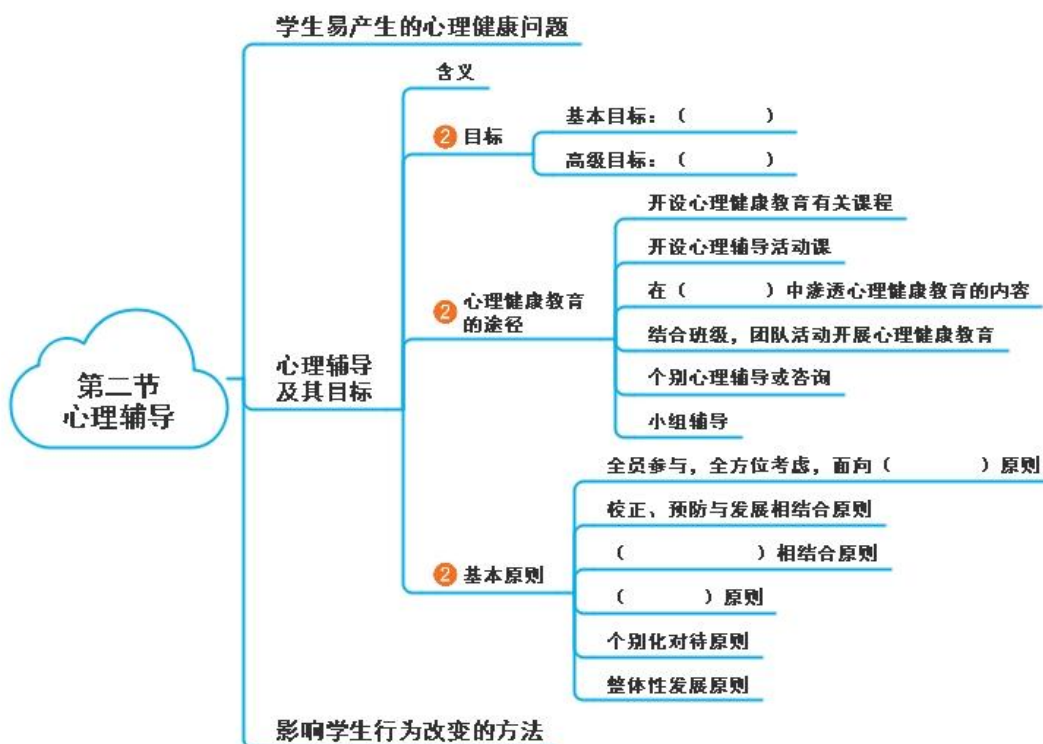 第二节
心理辅导
学生易产生的心理健康问题
心理辅导
及其目标
含义
2 目标
基本目标：（ ）
高级目标：（ ）
2 心理健康教育
的途径
开设心理健康教育有关课程
开设心理辅导活动课
在（ ）中渗透心理健康教育的内容
结合班级，团队活动开展心理健康教育
个别心理辅导或咨询
小组辅导
2 基本原则
全员参与，全方位考虑，面向（ ）原则
校正、预防与发展相结合原则
（ ）相结合原则
（ ）原则
个别化对待原则
整体性发展原则
影响学生行为改变的方法